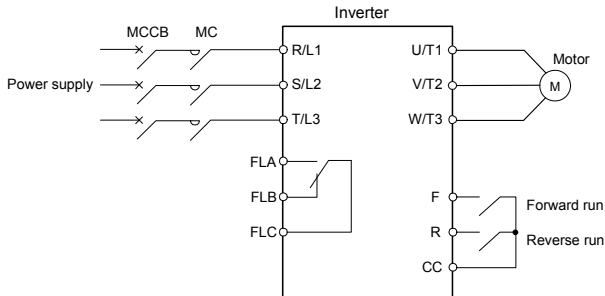 Inverter
MCCB MC
R/L1 U/T1
Motor
Power supply S/L2 V/T2 M
T/L3 W/T3
FLA
FLB F Forward run
FLC R Reverse run
CC